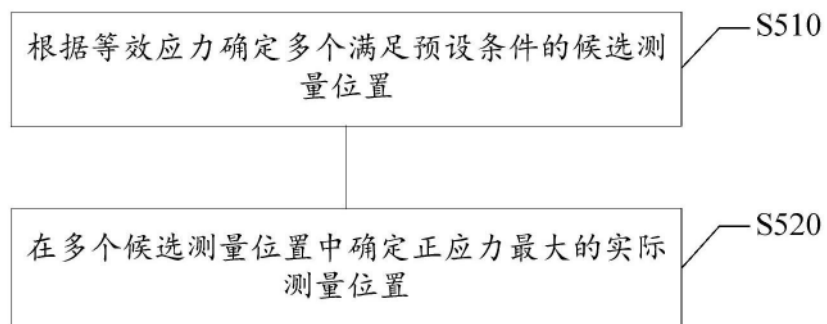 根据等效应力确定多个满足预设条件的候选测
量位置
S510
在多个候选测量位置中确定正应力最大的实际
测量位置
S520